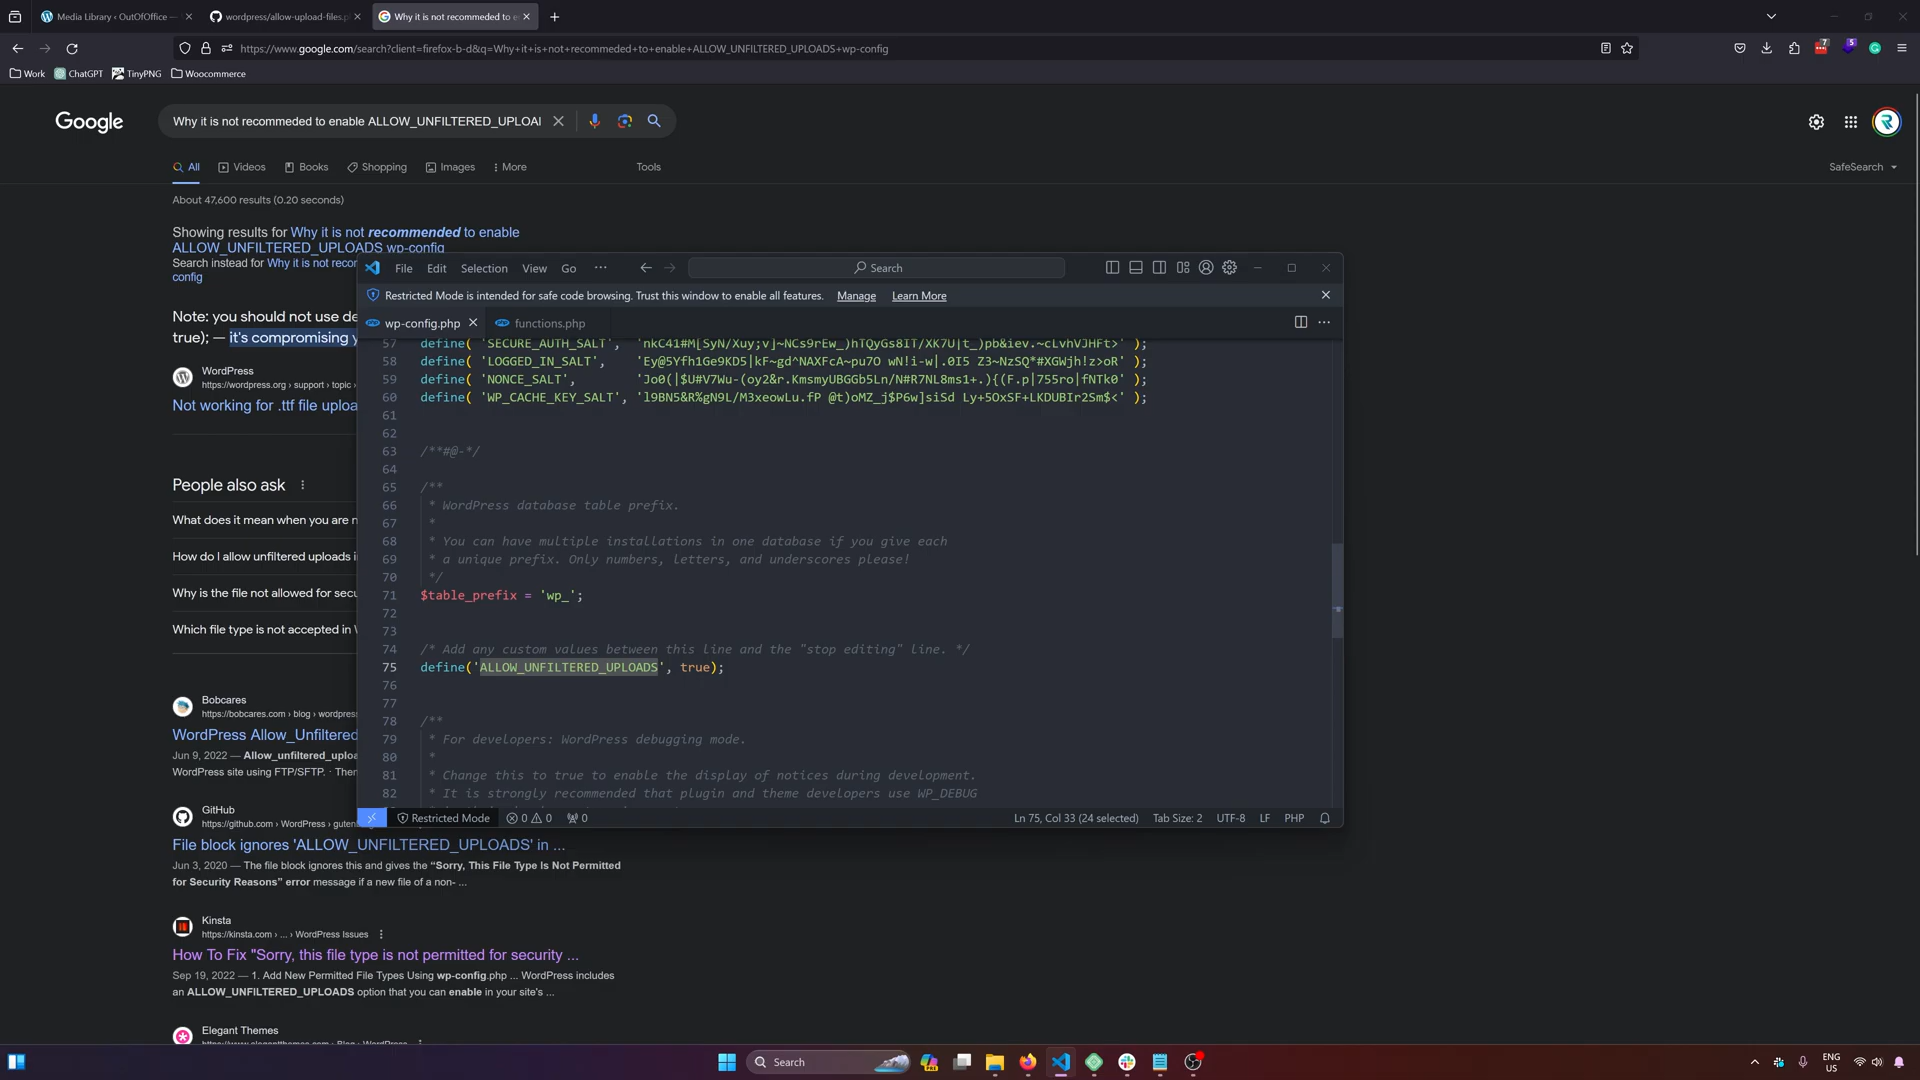 Media Library ‹ OutOfOffice —
wordpress/allow-upload-files.p
Why it is not recommeded to e
https://www.google.com/search?client=firefox-b-d&q=Why+it+is+not+recommeded+to+enable+ALLOW_UNFILTERED_UPLOADS+wp-config
7
5
Work
ChatGPT
TinyPNG
Woocommerce
Google
Why it is not recommeded to enable ALLOW_UNFILTERED_UPLOA
All
Videos
Books
Shopping
Images
More
Tools
SafeSearch
About 47,600 results (0.20 seconds)
Showing results for Why it is not recommended to enable
ALLOW_UNFILTERED_UPLOADS wp-config
Search instead for Why it is not recor
config
Note: you should not use de
true); — it's compromising y
WordPress
https://wordpress.org › support › topic ›
Not working for .ttf file uploa
People also ask
What does it mean when you are n
How do I allow unfiltered uploads i
Why is the file not allowed for secu
Which file type is not accepted in W
Bobcares
https://bobcares.com › blog › wordpress
WordPress Allow_Unfiltered
Jun 9, 2022 — Allow_unfiltered_uploa
WordPress site using FTP/SFTP. · Then
GitHub
https://github.com › WordPress › gutenb
File block ignores 'ALLOW_UNFILTERED_UPLOADS' in ...
Jun 3, 2020 — The file block ignores this and gives the “Sorry, This File Type Is Not Permitted
for Security Reasons” error message if a new file of a non- ...
Kinsta
https://kinsta.com › ... › WordPress Issues
How To Fix "Sorry, this file type is not permitted for security ...
Sep 19, 2022 — 1. Add New Permitted File Types Using wp-config.php ... WordPress includes
an ALLOW_UNFILTERED_UPLOADS option that you can enable in your site's ...
Elegant Themes
https://www.elegantthemes.com › Blog › WordPress
File
Edit
Selection
View
Go
Search
Restricted Mode is intended for safe code browsing. Trust this window to enable all features.
Manage
Learn More
wp-config.php
functions.php
57 define( 'SECURE_AUTH_SALT',
58 define( 'LOGGED_IN_SALT', 'Ey@5Yfh1Ge9KD5|kF~gd^NAXFcA~pu7O wN!i-w|.0I5 Z3~NzSQ*#XGWjh!z>oR' );
59 define( 'NONCE_SALT', 'Jo0(|$U#V7Wu-(oy2&r.KmsmyUBGGb5Ln/N#R7NL8ms1+.){(F.p|755ro|fNTk0' );
60 define( 'WP_CACHE_KEY_SALT', 'l9BN5&R%gN9L/M3xeowLu.fP @t)oMZ_j$P6w]siSd Ly+5OxSF+LKDUBIr2Sm$<' );
61
62
63 /**#@-*/
64
65 /**
66 * WordPress database table prefix.
67 *
68 * You can have multiple installations in one database if you give each
69 * a unique prefix. Only numbers, letters, and underscores please!
70 */
71 $table_prefix = 'wp_';
72
73
74 /* Add any custom values between this line and the "stop editing" line. */
75 define('ALLOW_UNFILTERED_UPLOADS', true);
76
77
78 /**
79 * For developers: WordPress debugging mode.
80 *
81 * Change this to true to enable the display of notices during development.
82 * It is strongly recommended that plugin and theme developers use WP_DEBUG
Restricted Mode
0
0
0
Ln 75, Col 33 (24 selected)
Tab Size: 2
UTF-8
LF
PHP
Search
ENG
US